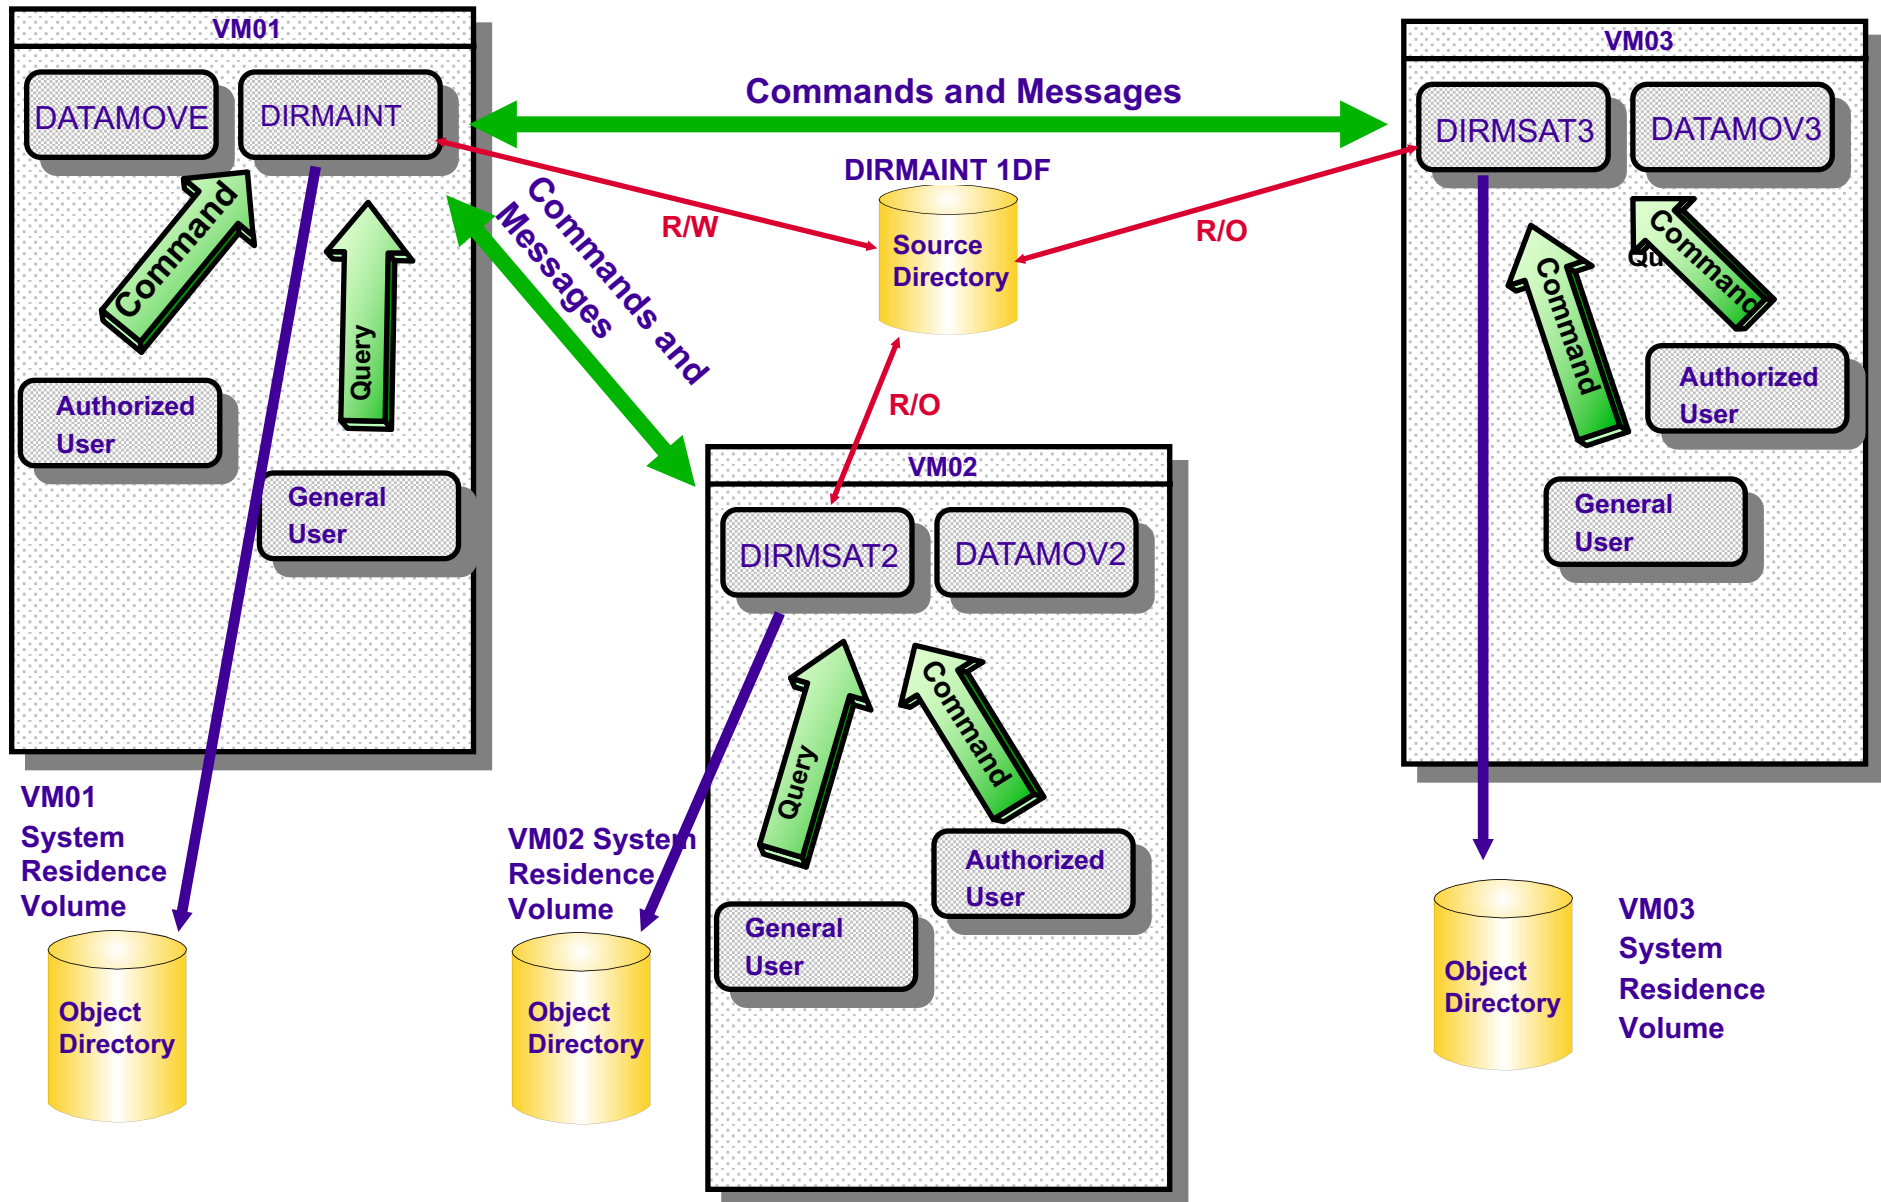 VM01
DATAMOVE
DIRMAINT
Command
Query
Authorized
User
General
User
VM01
System
Residence
Volume
Object
Directory
Commands and Messages
Commands and
Messages
DIRMAINT 1DF
Source
Directory
R/W
R/O
R/O
VM02
DIRMSAT2
DATAMOV2
Query
Command
Authorized
User
General
User
VM02 System
Residence
Volume
Object
Directory
VM03
DIRMSAT3
DATAMOV3
Command
Command
Authorized
User
General
User
Object
Directory
VM03
System
Residence
Volume